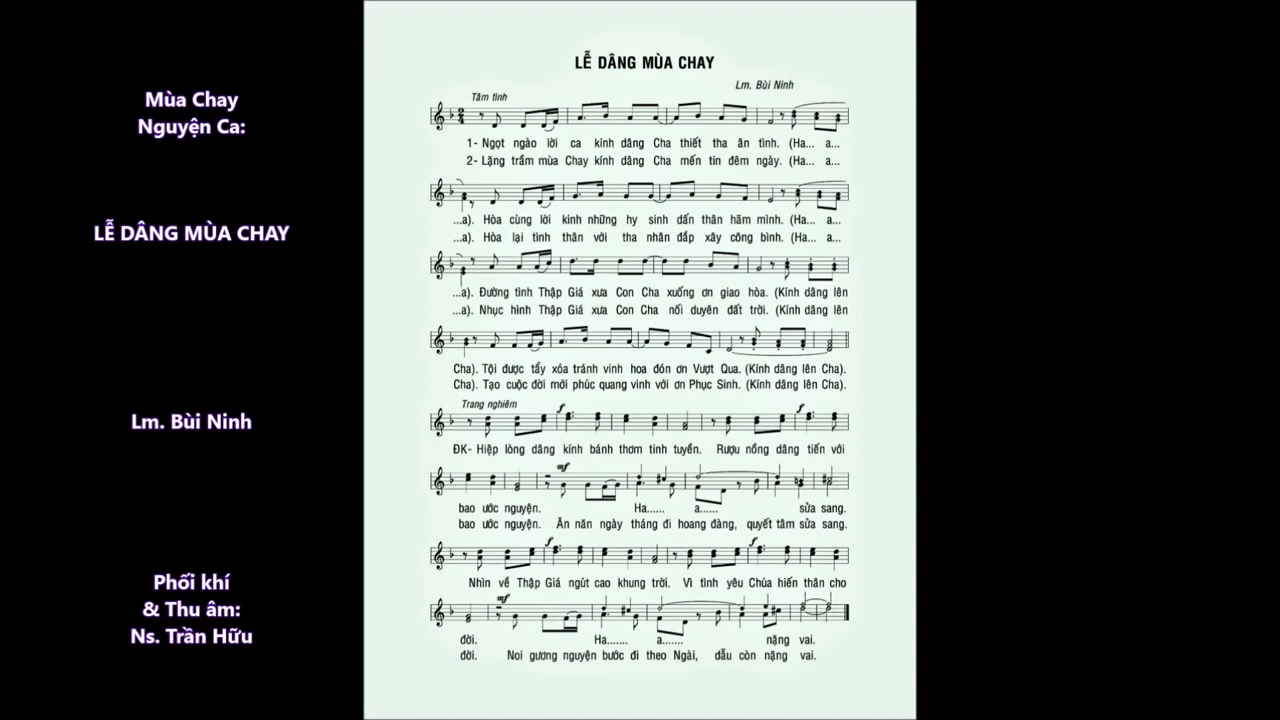 Mùa Chay
Nguyện Ca:
LỄ DÂNG MÙA CHAY
Lm. Bùi Ninh
Phối khí
& Thu âm:
Ns. Trần Hữu
LỄ DÂNG MÙA CHAY
Lm. Bùi Ninh
Tâm tình
1- Ngọt ngào lời ca kính dâng Cha thiết tha ân tình. (Ha... a...
2- Lặng trầm mùa Chay kính dâng Cha mến tin đêm ngày. (Ha... a...
...a). Hòa cùng lời kinh những hy sinh dấn thân hãm mình. (Ha... a...
...a). Hòa lại tình thân với tha nhân đắp xây công bình. (Ha... a...
...a). Đường tình Thập Giá xưa Con Cha xuống ơn giao hòa. (Kính dâng lên
...a). Nhục hình Thập Giá xưa Con Cha nối duyên đất trời. (Kính dâng lên
Cha). Tội được tẩy xóa tránh vinh hoa đón ơn Vượt Qua. (Kính dâng lên Cha).
Cha). Tạo cuộc đời mới phúc quang vinh với ơn Phục Sinh. (Kính dâng lên Cha).
Trang nghiêm
f f
ĐK- Hiệp lòng dâng kính bánh thơm tinh tuyền. Rượu nồng dâng tiến với
mf
bao ước nguyện. Ha...... a...... sửa sang.
bao ước nguyện. Ăn năn ngày tháng đi hoang đàng, quyết tâm sửa sang.
f f
Nhìn về Thập Giá ngút cao khung trời. Vì tình yêu Chúa hiến thân cho
mf
đời. Ha....... a....... nặng vai.
đời. Noi gương nguyện bước đi theo Ngài, dẫu còn nặng vai.